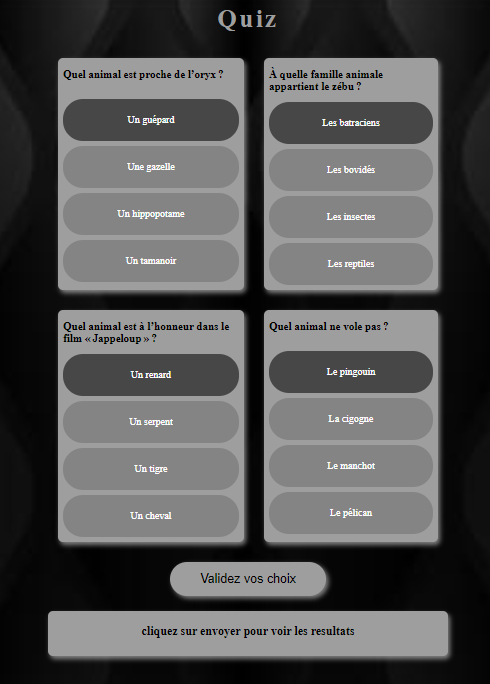 Quiz
Quel animal est proche de l'oryx ?
Un guépard
Une gazelle
Un hippopotame
Un tamanoir
À quelle famille animale
appartient le zébu ?
Les batraciens
Les bovidés
Les insectes
Les reptiles
Quel animal est à l'honneur dans le
film « Jappeloup » ?
Un renard
Un serpent
Un tigre
Un cheval
Quel animal ne vole pas ?
Le pingouin
La cigogne
Le manchot
Le pélican
Validez vos choix
cliquez sur envoyer pour voir les resultats